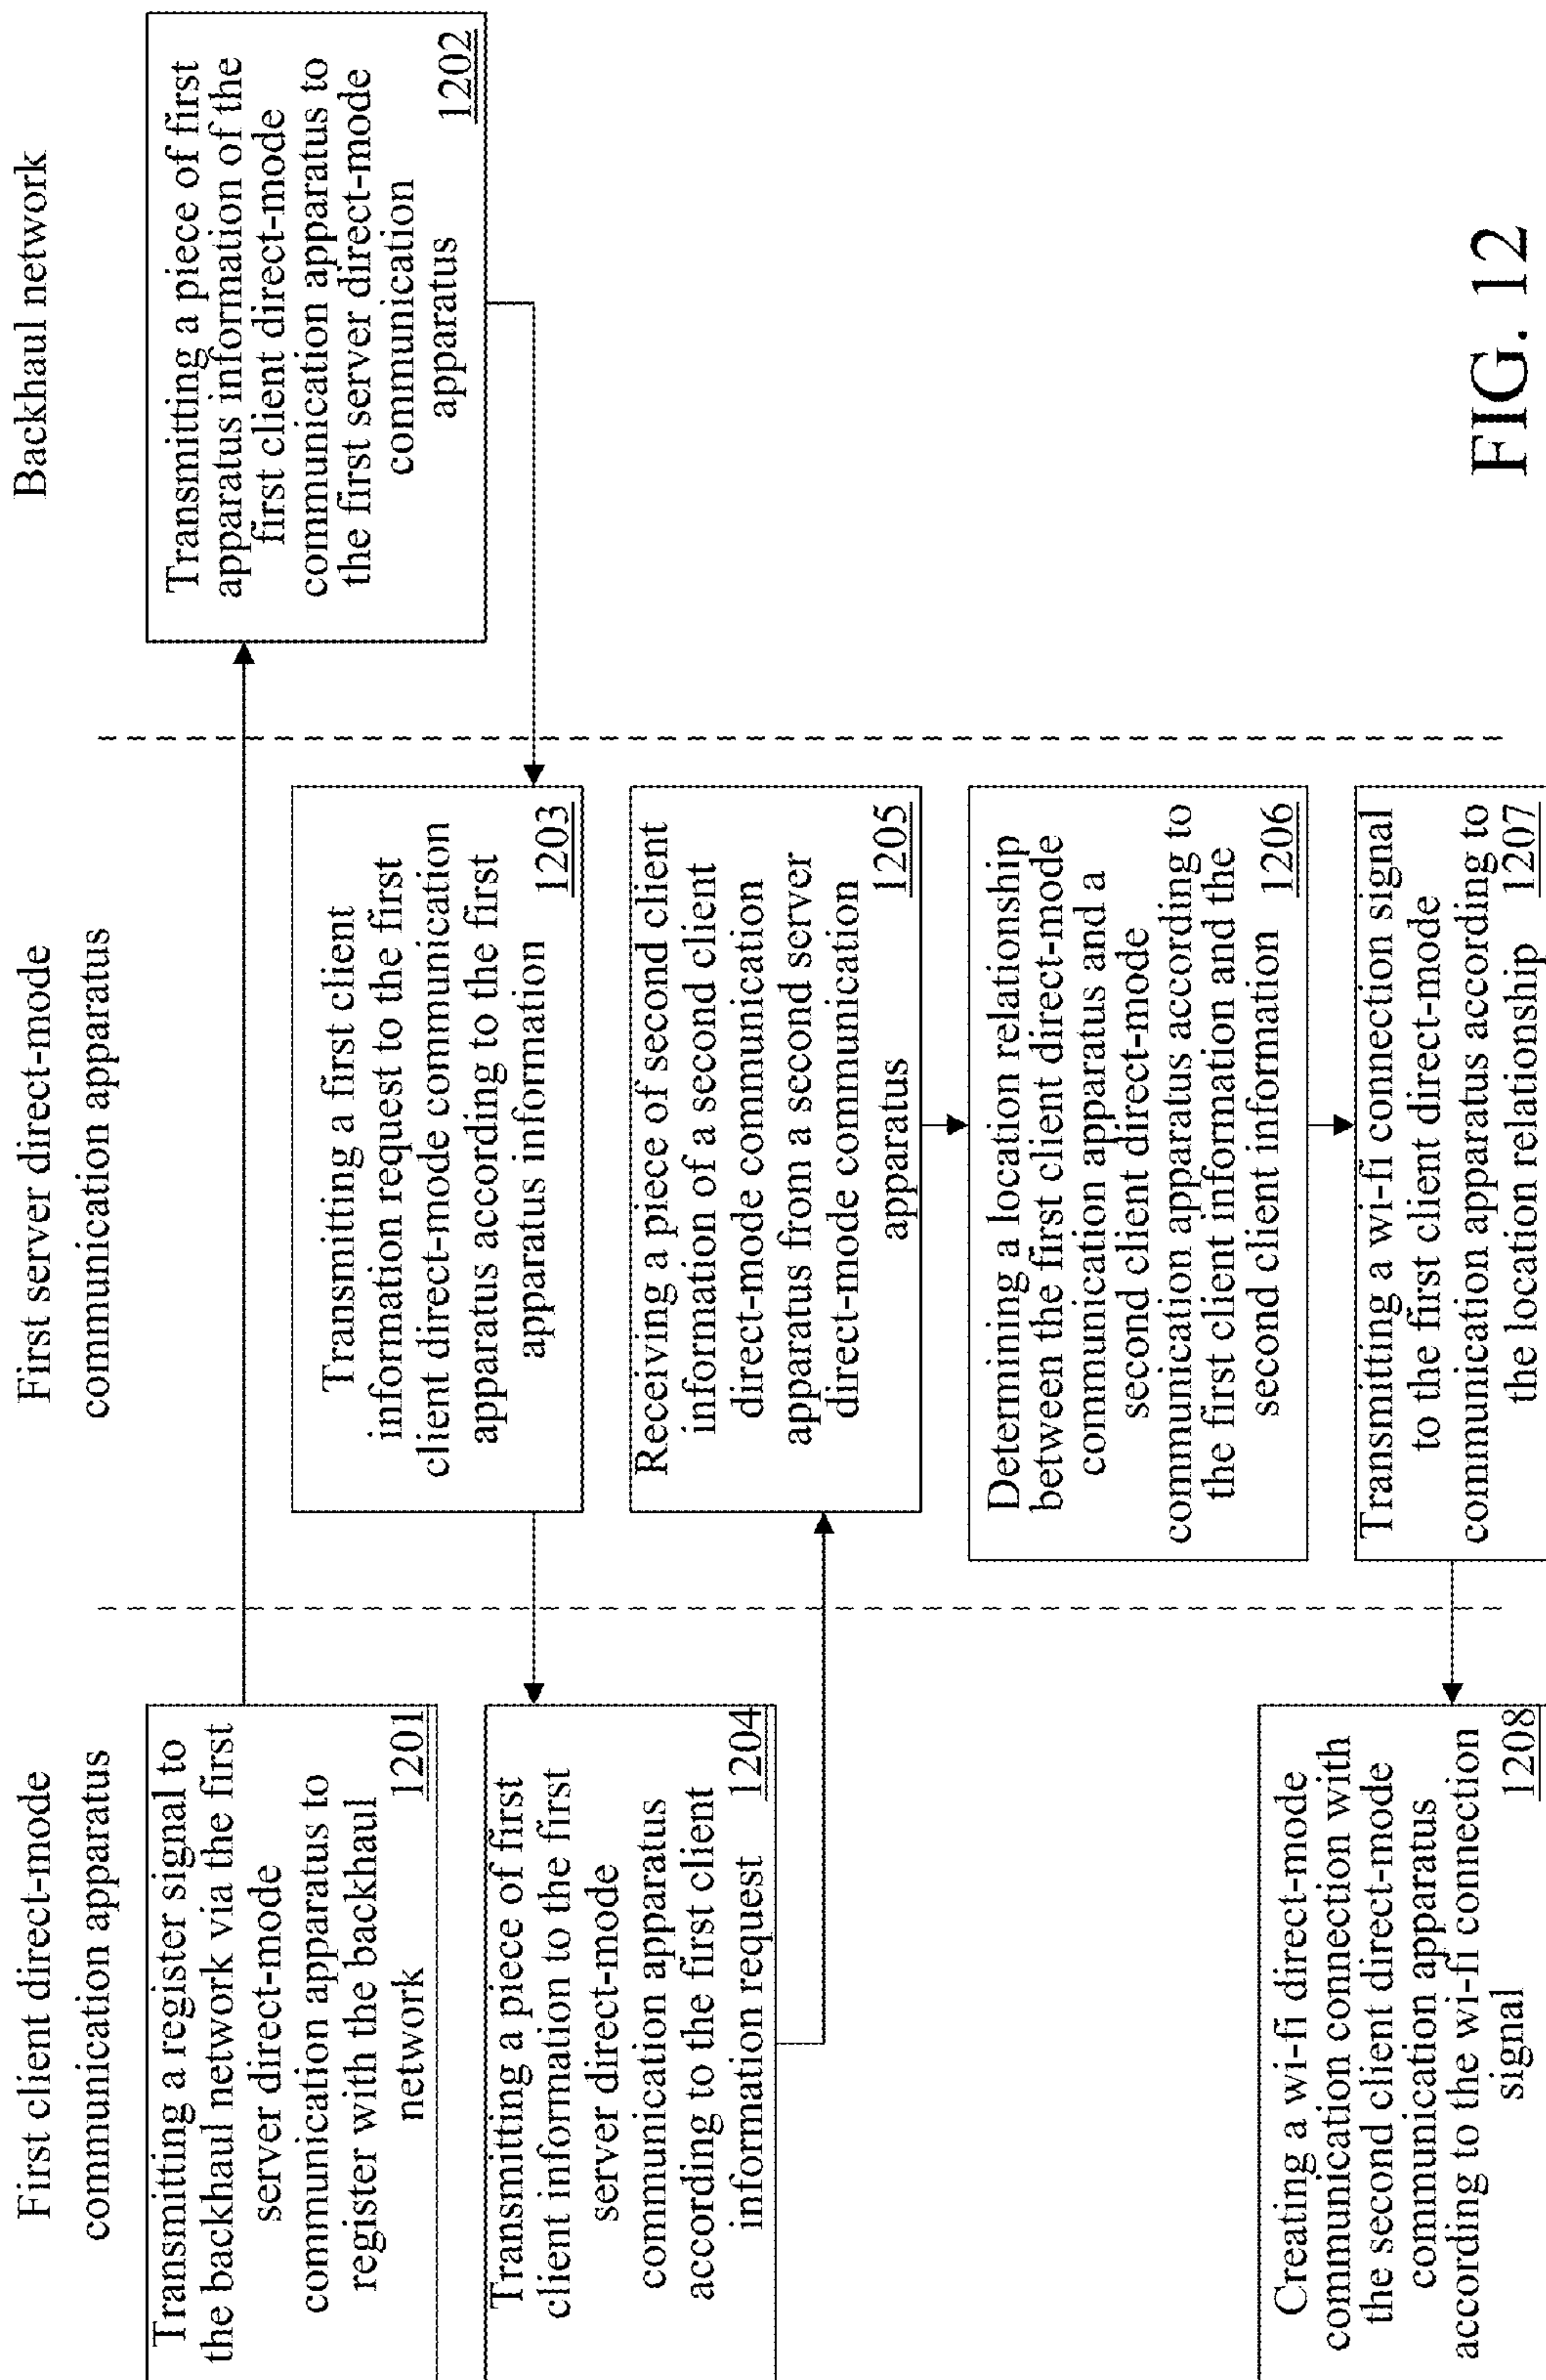 First client direct-mode
communication apparatus
First server direct-mode
communication apparatus
Backhaul network
Transmitting a register signal to
the backhaul network via the first
server direct-mode
communication apparatus to
register with the backhaul
network
1201
Transmitting a piece of first
apparatus information of the
first client direct-mode
communication apparatus to
the first server direct-mode
communication
apparatus
1202
Transmitting a first client
information request to the first
client direct-mode communication
apparatus according to the first
apparatus information
1203
Transmitting a piece of first
client information to the first
server direct-mode
communication apparatus
according to the first client
information request
1204
Receiving a piece of second client
information of a second client
direct-mode communication
apparatus from a second server
direct-mode communication
apparatus
1205
Determining a location relationship
between the first client direct-mode
communication apparatus and a
second client direct-mode
communication apparatus according to
the first client information and the
second client information
1206
Transmitting a wi-fi connection signal
to the first client direct-mode
communication apparatus according to
the location relationship
1207
Creating a wi-fi direct-mode
communication connection with
the second client direct-mode
communication apparatus
according to the wi-fi connection
signal
1208
FIG. 12